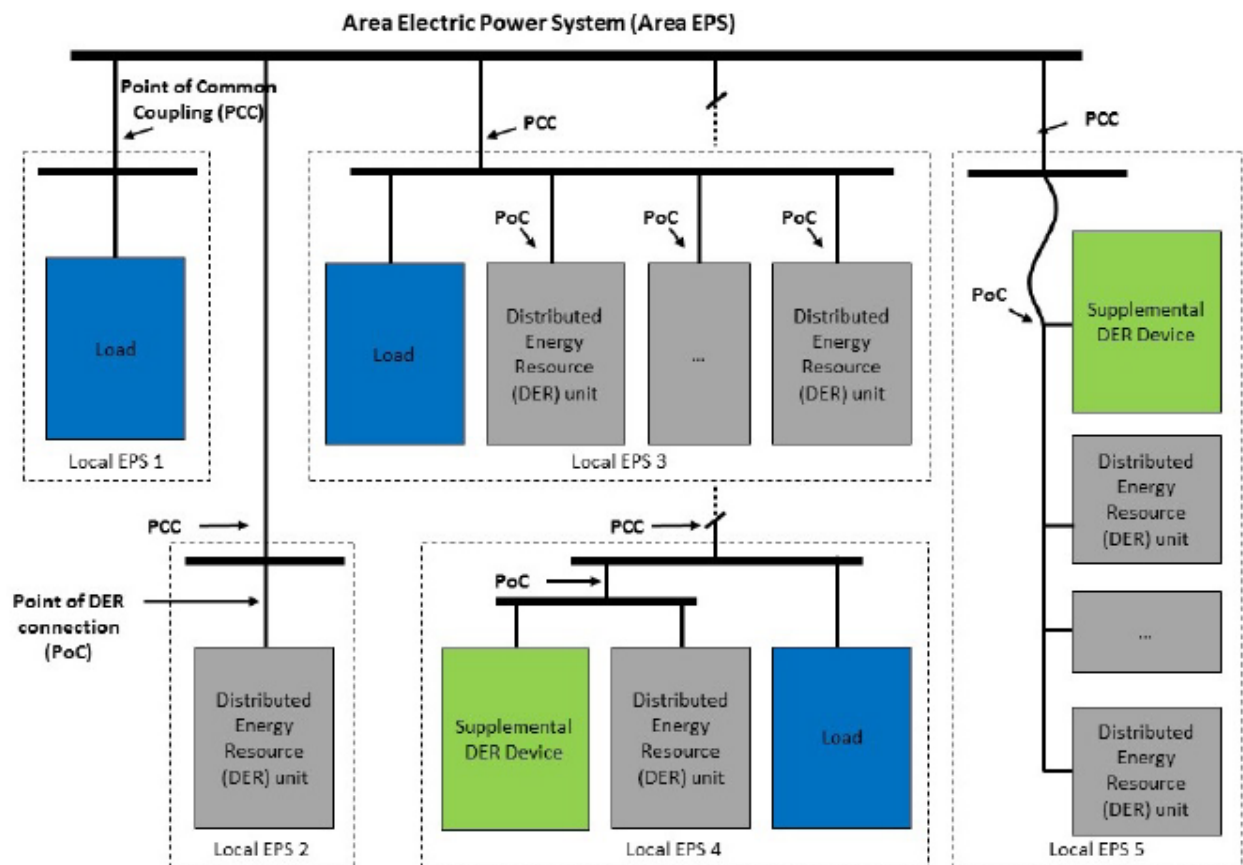 Area Electric Power System (Area EPS)
Point of Common
Coupling (PCC)
PCC
PCC
Load
Local EPS 1
PoC
PoC
PoC
Load
Distributed
Energy
Resource
(DER) unit
...
Distributed
Energy
Resource
(DER) unit
Local EPS 3
PoC
Supplemental
DER Device
Distributed
Energy
Resource
(DER) unit
...
Distributed
Energy
Resource
(DER) unit
Local EPS 5
PCC
Point of DER
connection
(PoC)
Distributed
Energy
Resource
(DER) unit
Local EPS 2
PCC
PoC
Supplemental
DER Device
Distributed
Energy
Resource
(DER) unit
Load
Local EPS 4